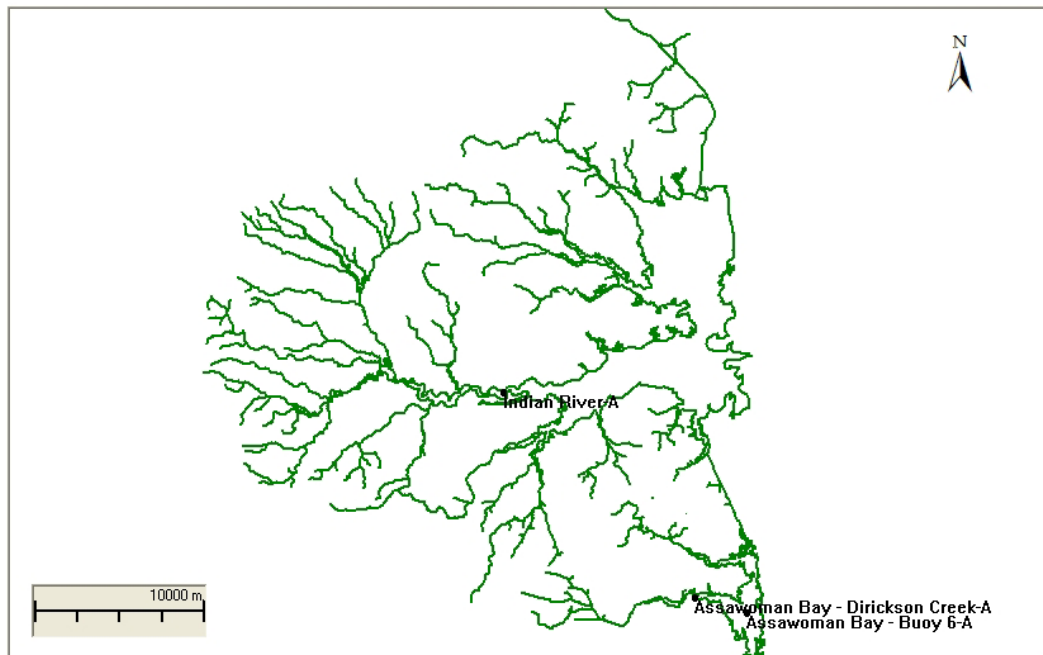 N
Indian River-A
10000 m
Assawoman Bay - Dirickson Creek-A
Assawoman Bay - Buoy 6-A